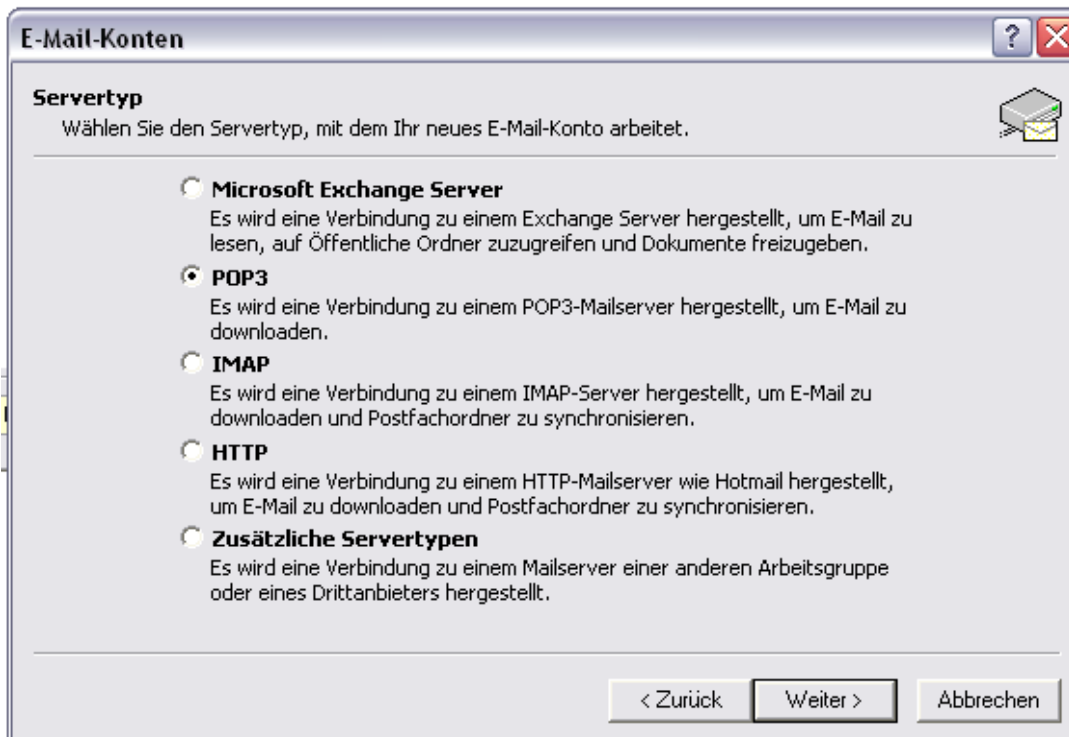 E-Mail-Konten
Servertyp
Wählen Sie den Servertyp, mit dem Ihr neues E-Mail-Konto arbeitet.
Microsoft Exchange Server
Es wird eine Verbindung zu einem Exchange Server hergestellt, um E-Mail zu
lesen, auf Öffentliche Ordner zuzugreifen und Dokumente freizugeben.
POP3
Es wird eine Verbindung zu einem POP3-Mailserver hergestellt, um E-Mail zu
downloaden.
IMAP
Es wird eine Verbindung zu einem IMAP-Server hergestellt, um E-Mail zu
downloaden und Postfachordner zu synchronisieren.
HTTP
Es wird eine Verbindung zu einem HTTP-Mailserver wie Hotmail hergestellt,
um E-Mail zu downloaden und Postfachordner zu synchronisieren.
Zusätzliche Servertypen
Es wird eine Verbindung zu einem Mailserver einer anderen Arbeitsgruppe
oder eines Drittanbieters hergestellt.
< Zurück Weiter > Abbrechen